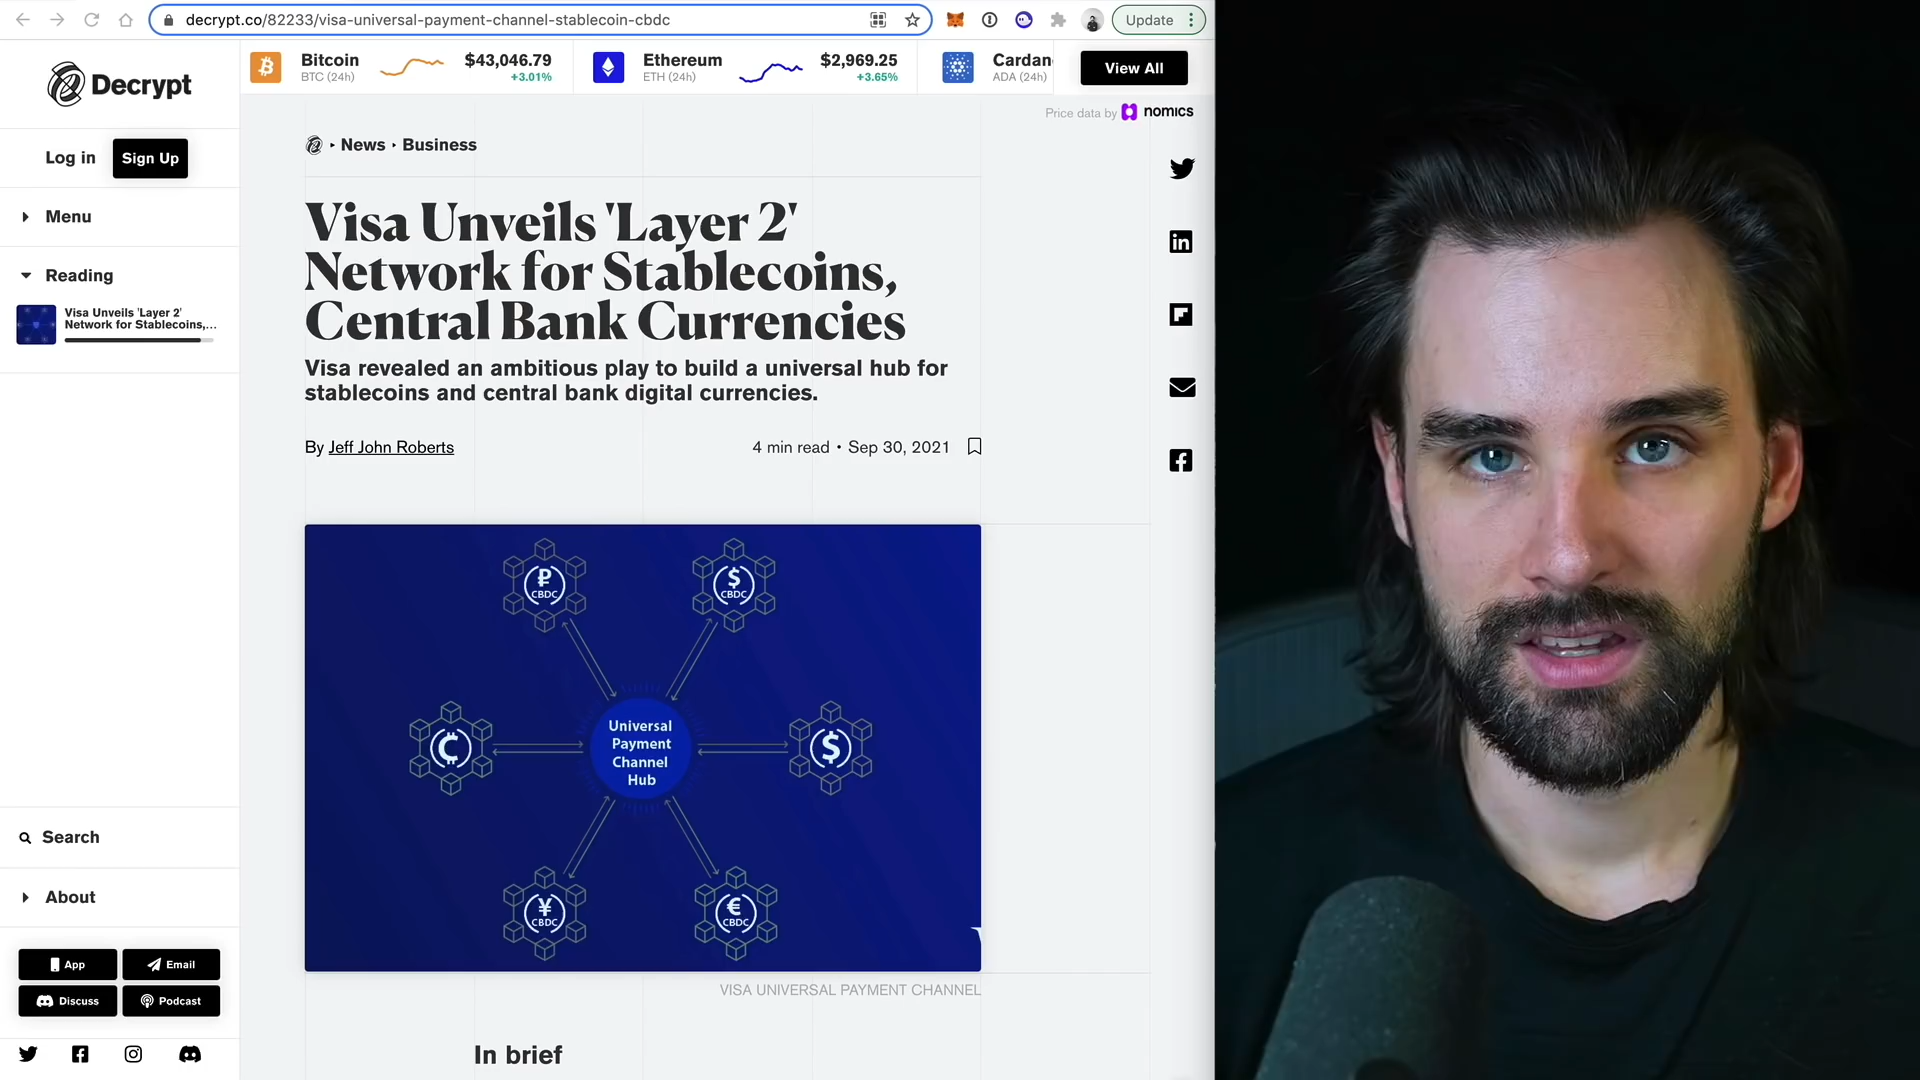 decrypt.co/82233/visa-universal-payment-channel-stablecoin-cbdc
Update
Decrypt
Bitcoin
BTC (24h)
$43,046.79
+3.01%
Ethereum
ETH (24h)
$2,969.25
+3.65%
Cardan
ADA (24h)
View All
Price data by nomics
Log in
Sign Up
Menu
Reading
Visa Unveils 'Layer 2'
Network for Stablecoins,...
News
Business
Visa Unveils 'Layer 2'
Network for Stablecoins,
Central Bank Currencies
Visa revealed an ambitious play to build a universal hub for
stablecoins and central bank digital currencies.
By Jeff John Roberts
4 min read • Sep 30, 2021
₽
CBDC
$
CBDC
₵
Universal
Payment
Channel
Hub
$
¥
CBDC
€
CBDC
VISA UNIVERSAL PAYMENT CHANNEL
In brief
Search
About
App
Email
Discuss
Podcast